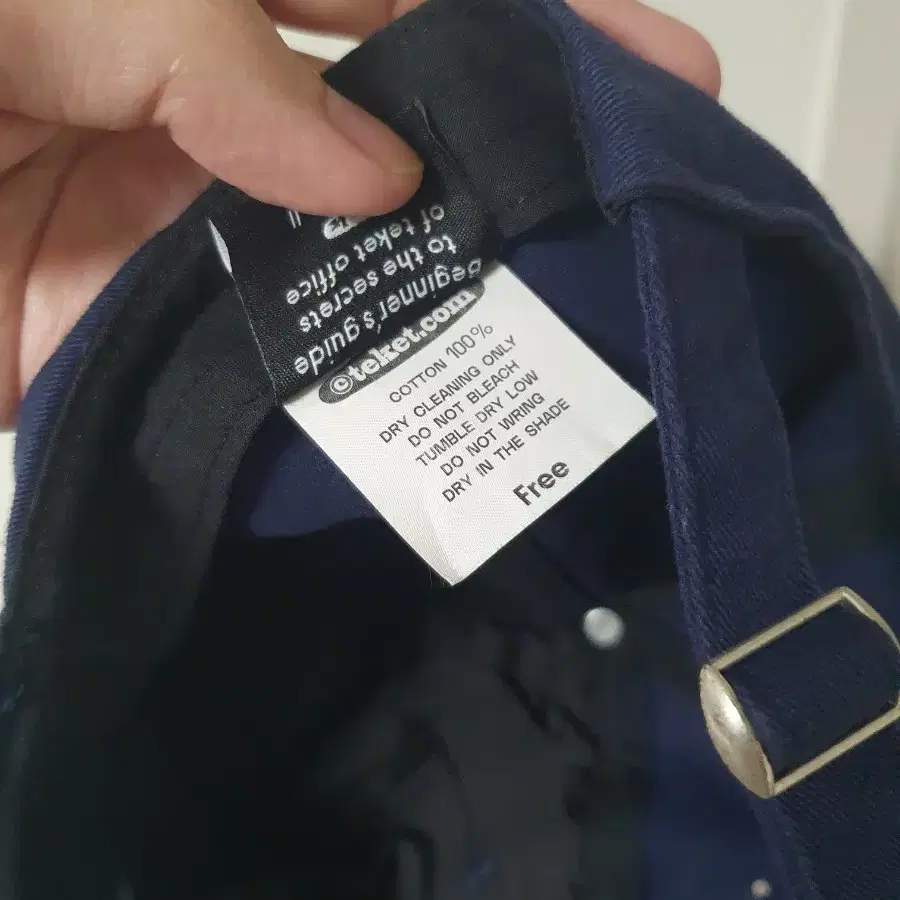 beginner's guide
to the secrets
of teket office
©teket.com
COTTON 100%
DRY CLEANING ONLY
DO NOT BLEACH
TUMBLE DRY LOW
DO NOT WRING
DRY IN THE SHADE
Free